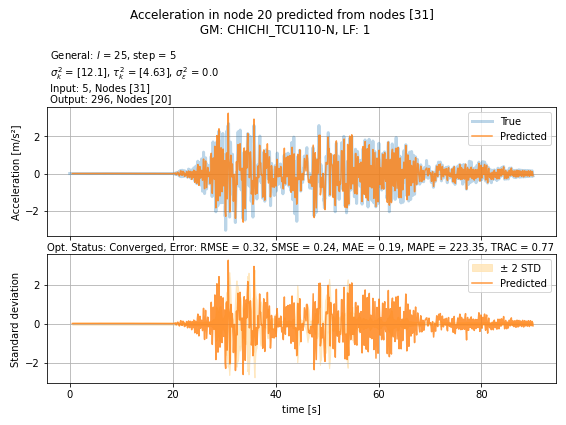 Acceleration in node 20 predicted from nodes [31]
GM: CHICHI_TCU110-N, LF: 1
General: l = 25, step = 5
σ²ₖ = [12.1], τ²ₖ = [4.63], σ²ε = 0.0
Input: 5, Nodes [31]
Output: 296, Nodes [20]
Acceleration [m/s²]
2
0
−2
True
Predicted
Opt. Status: Converged, Error: RMSE = 0.32, SMSE = 0.24, MAE = 0.19, MAPE = 223.35, TRAC = 0.77
Standard deviation
2
0
−2
± 2 STD
Predicted
0 20 40 60 80
time [s]